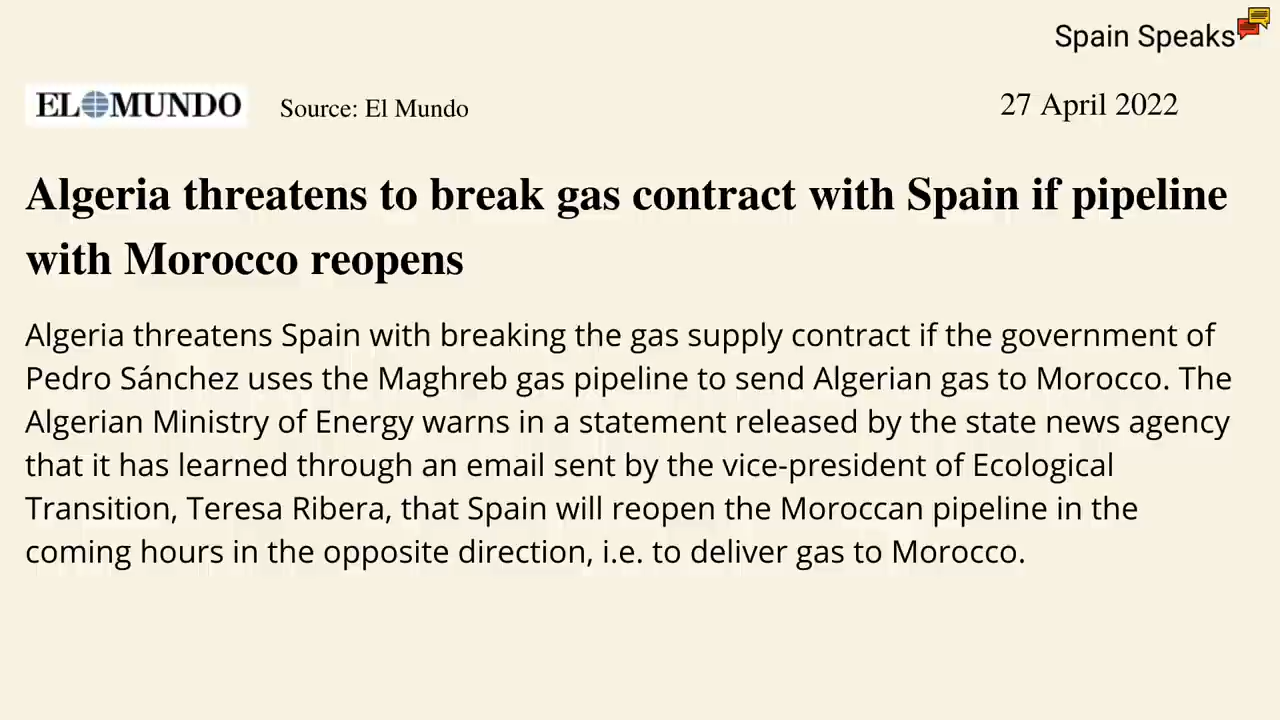 Spain Speaks
EL MUNDO
Source: El Mundo
27 April 2022
Algeria threatens to break gas contract with Spain if pipeline
with Morocco reopens
Algeria threatens Spain with breaking the gas supply contract if the government of
Pedro Sánchez uses the Maghreb gas pipeline to send Algerian gas to Morocco. The
Algerian Ministry of Energy warns in a statement released by the state news agency
that it has learned through an email sent by the vice-president of Ecological
Transition, Teresa Ribera, that Spain will reopen the Moroccan pipeline in the
coming hours in the opposite direction, i.e. to deliver gas to Morocco.